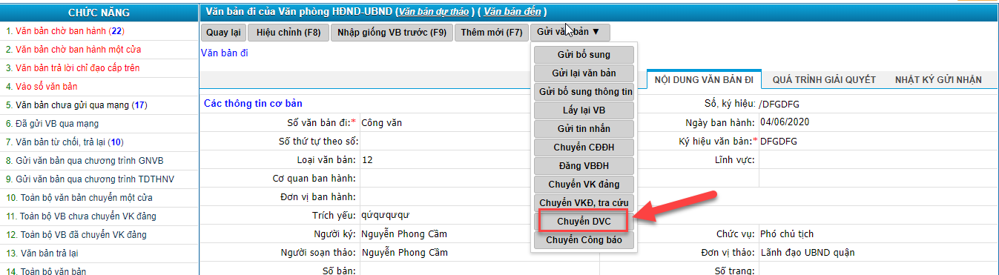 CHỨC NĂNG
1. Văn bản chờ ban hành (22)
2. Văn bản chờ ban hành một cửa
3. Văn bản trả lời chỉ đạo cấp trên
4. Vào sổ văn bản
5. Văn bản chưa gửi qua mạng (17)
6. Đã gửi VB qua mạng
7. Văn bản từ chối, trả lại (10)
8. Gửi văn bản qua chương trình GNVB
9. Gửi văn bản qua chương trình TDTHNV
10. Toàn bộ văn bản chuyển một cửa
11. Toàn bộ VB chưa chuyển VK đảng
12. Toàn bộ VB đã chuyển VK đảng
13. Văn bản trả lại
14. Toàn bộ văn bản
Văn bản đi của Văn phòng HĐND-UBND (Văn bản dự thảo ) ( Văn bản đến )
Quay lại Hiệu chỉnh (F8) Nhập giống VB trước (F9) Thêm mới (F7) Gửi văn bản ▼
Văn bản đi
Gửi bổ sung
Gửi lại văn bản
Gửi bổ sung thông tin
Lấy lại VB
Gửi tin nhắn
Chuyển CĐĐH
Đăng VBĐH
Chuyển VK đảng
Chuyển VKĐ, tra cứu
Chuyển DVC
Chuyển Công báo
NỘI DUNG VĂN BẢN ĐI QUÁ TRÌNH GIẢI QUYẾT NHẬT KÝ GỬI NHẬN
Các thông tin cơ bản
Số, ký hiệu: /DFGDFG
Sổ văn bản đi:* Công văn
Ngày ban hành: 04/06/2020
Số thứ tự theo sổ:
Ký hiệu văn bản:* DFGDFG
Loại văn bản: 12
Lĩnh vực:
Cơ quan ban hành:
Đơn vị ban hành:
Trích yếu: qứqưqưqư
Người ký: Nguyễn Phong Cầm
Chức vụ: Phó chủ tịch
Người soạn thảo: Nguyễn Phong Cầm
Đơn vị thảo: Lãnh đạo UBND quận
Số bản:
Số trang: